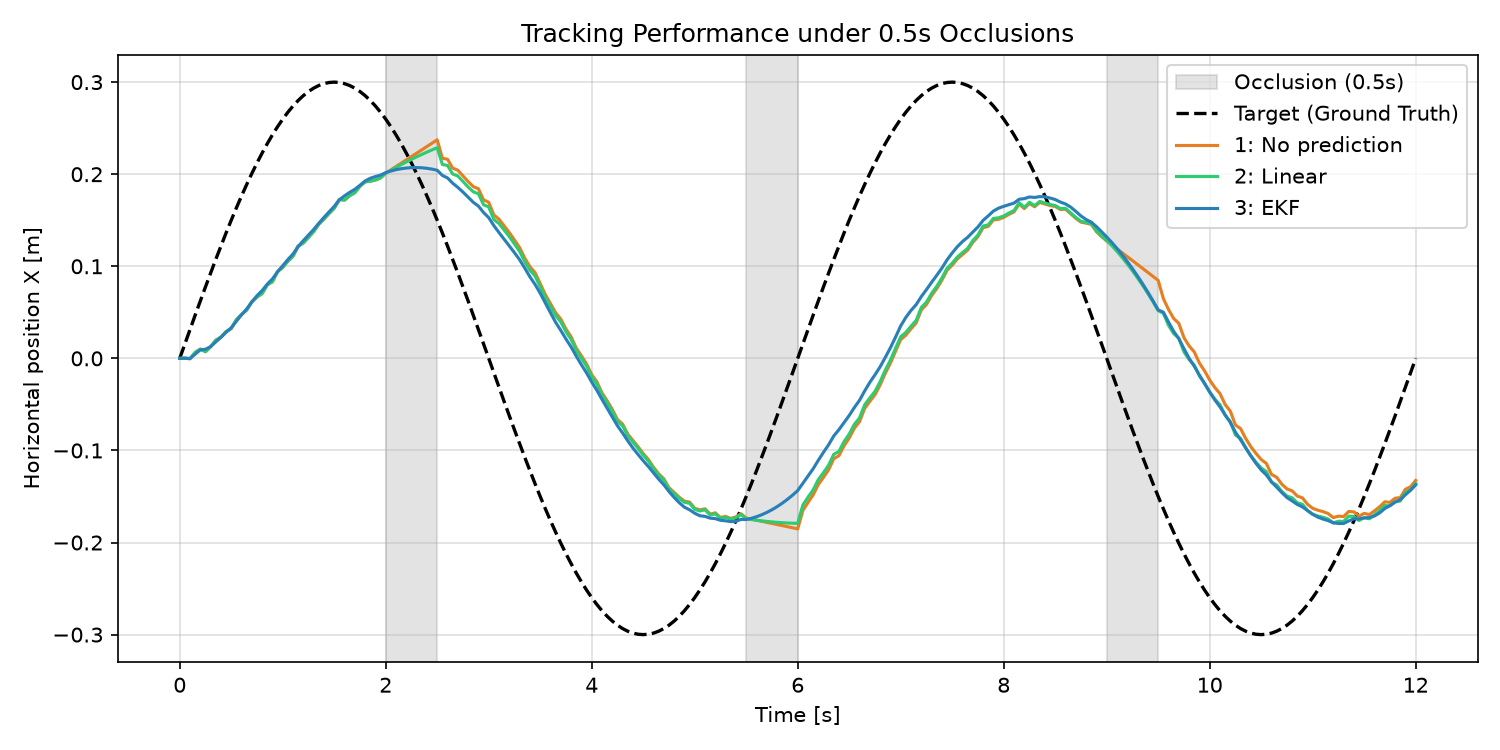 Tracking Performance under 0.5s Occlusions
Horizontal position X [m]
0.3
0.2
0.1
0.0
−0.1
−0.2
−0.3
Occlusion (0.5s)
Target (Ground Truth)
1: No prediction
2: Linear
3: EKF
0 2 4 6 8 10 12
Time [s]